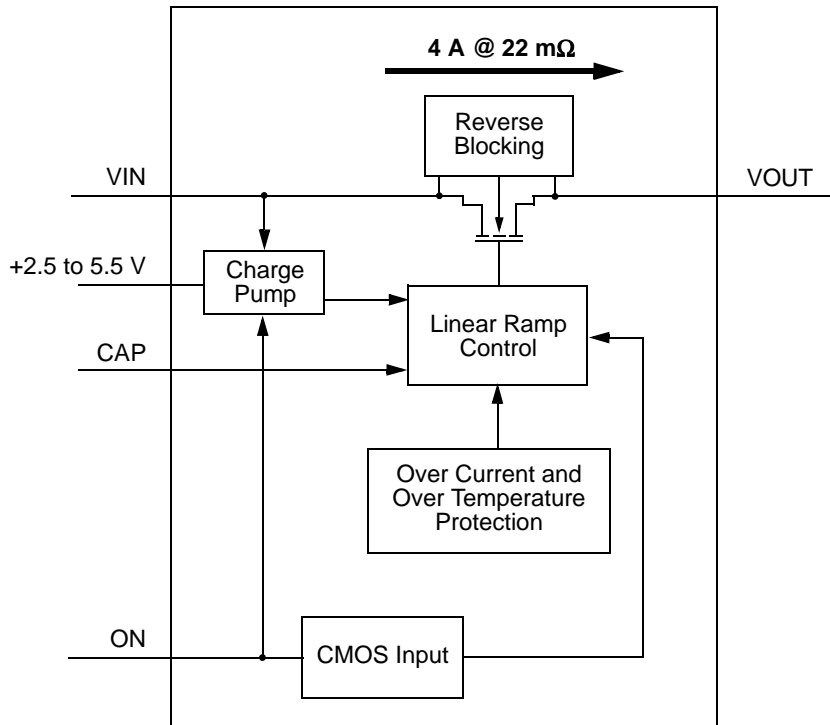 4 A @ 22 mΩ
Reverse
Blocking
VIN
VOUT
+2.5 to 5.5 V
Charge
Pump
Linear Ramp
Control
CAP
Over Current and
Over Temperature
Protection
ON
CMOS Input